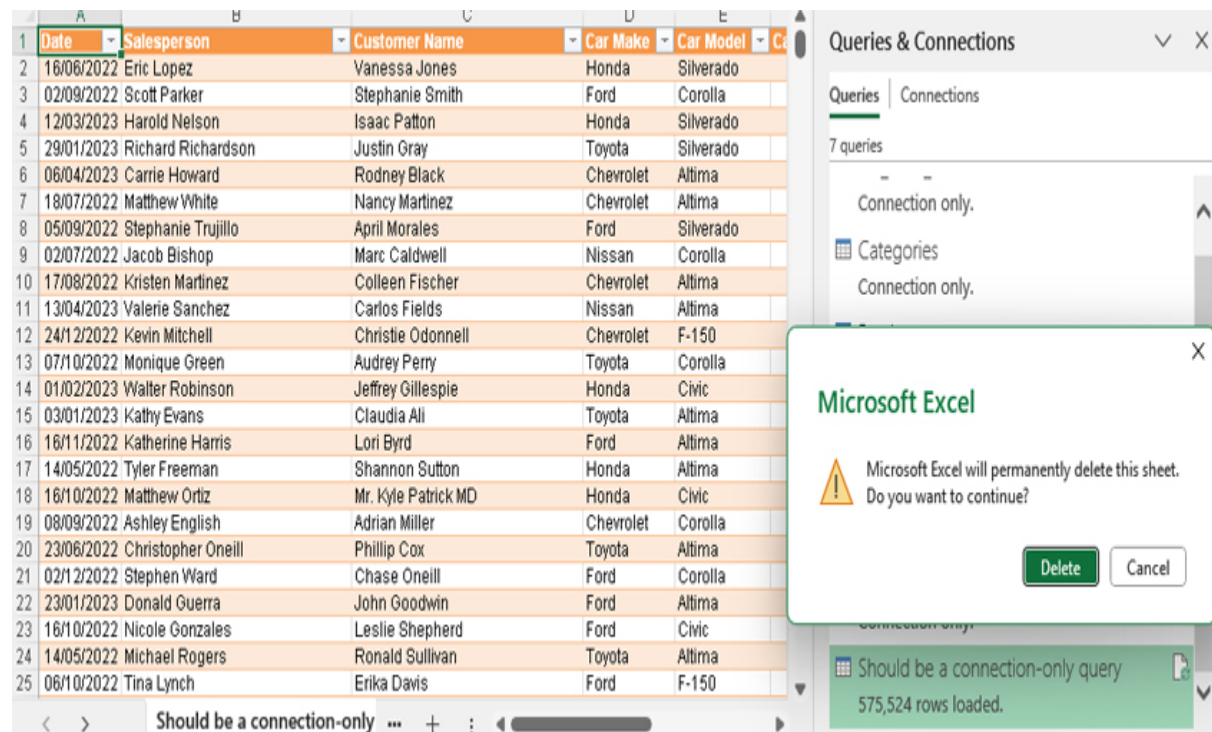 A B C D E
1 Date Salesperson Customer Name Car Make Car Model
2 16/06/2022 Eric Lopez Vanessa Jones Honda Silverado
3 02/09/2022 Scott Parker Stephanie Smith Ford Corolla
4 12/03/2023 Harold Nelson Isaac Patton Honda Silverado
5 29/01/2023 Richard Richardson Justin Gray Toyota Silverado
6 06/04/2023 Carrie Howard Rodney Black Chevrolet Altima
7 18/07/2022 Matthew White Nancy Martinez Chevrolet Altima
8 05/09/2022 Stephanie Trujillo April Morales Ford Silverado
9 02/07/2022 Jacob Bishop Marc Caldwell Nissan Corolla
10 17/08/2022 Kristen Martinez Colleen Fischer Chevrolet Altima
11 13/04/2023 Valerie Sanchez Carlos Fields Nissan Altima
12 24/12/2022 Kevin Mitchell Christie Odonnell Chevrolet F-150
13 07/10/2022 Monique Green Audrey Perry Toyota Corolla
14 01/02/2023 Walter Robinson Jeffrey Gillespie Honda Civic
15 03/01/2023 Kathy Evans Claudia Ali Toyota Altima
16 16/11/2022 Katherine Harris Lori Byrd Ford Altima
17 14/05/2022 Tyler Freeman Shannon Sutton Honda Altima
18 16/10/2022 Matthew Ortiz Mr. Kyle Patrick MD Honda Civic
19 08/09/2022 Ashley English Adrian Miller Chevrolet Corolla
20 23/06/2022 Christopher Oneill Phillip Cox Toyota Altima
21 02/12/2022 Stephen Ward Chase Oneill Ford Corolla
22 23/01/2023 Donald Guerra John Goodwin Ford Altima
23 16/10/2022 Nicole Gonzales Leslie Shepherd Ford Civic
24 14/05/2022 Michael Rogers Ronald Sullivan Toyota Altima
25 06/10/2022 Tina Lynch Erika Davis Ford F-150
Should be a connection-only ...
Queries & Connections
Queries | Connections
7 queries
Connection only.
Categories
Connection only.
Microsoft Excel
Microsoft Excel will permanently delete this sheet.
Do you want to continue?
Delete Cancel
Connection only.
Should be a connection-only query
575,524 rows loaded.